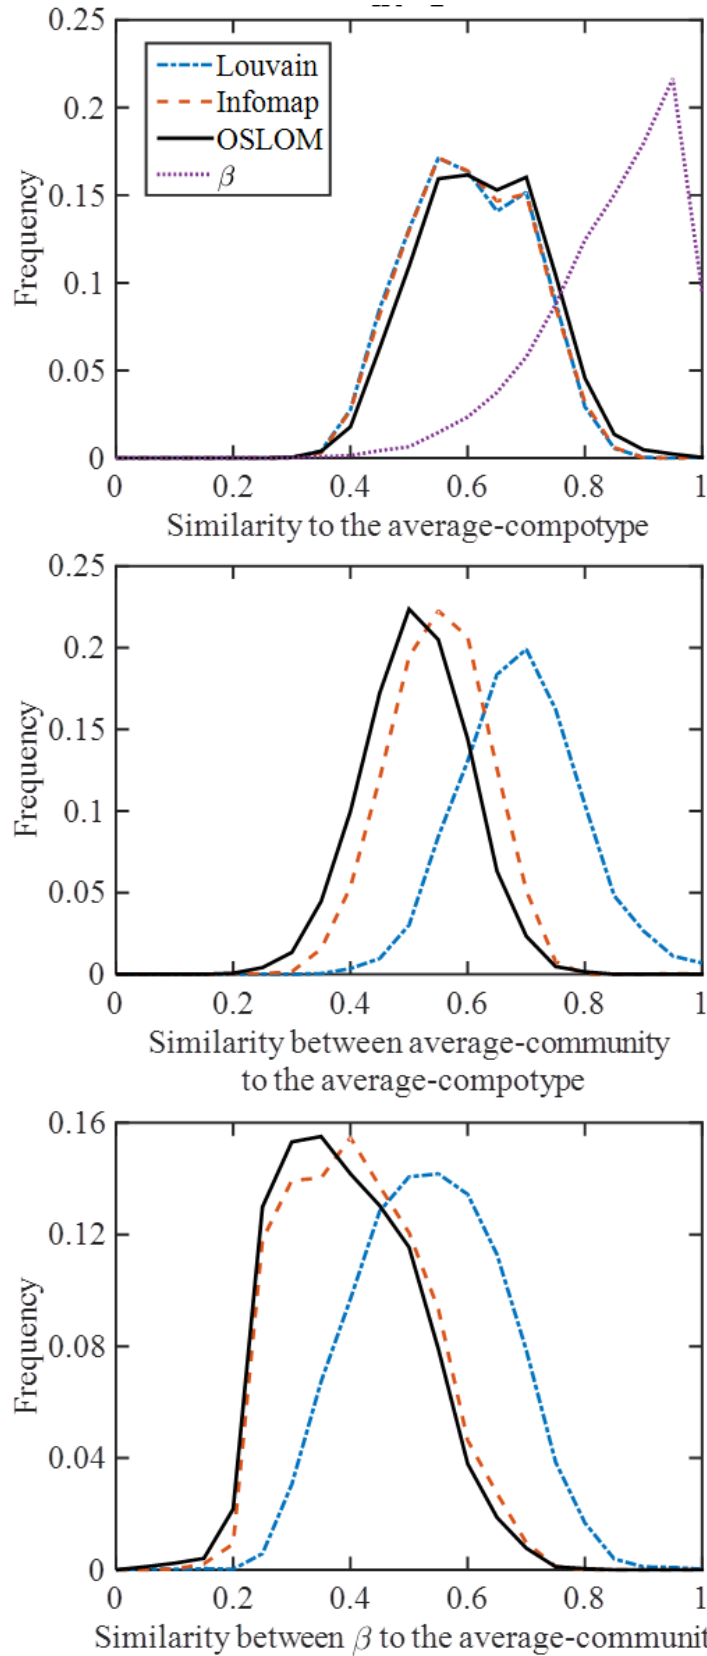 0.25
0.2
0.15
0.1
0.05
0
Frequency
Louvain
Infomap
OSLOM
β
0 0.2 0.4 0.6 0.8 1
Similarity to the average-compotype
0.25
0.2
0.15
0.1
0.05
0
Frequency
0 0.2 0.4 0.6 0.8 1
Similarity between average-community
to the average-compotype
0.16
0.12
0.08
0.04
0
Frequency
0 0.2 0.4 0.6 0.8 1
Similarity between β to the average-communit